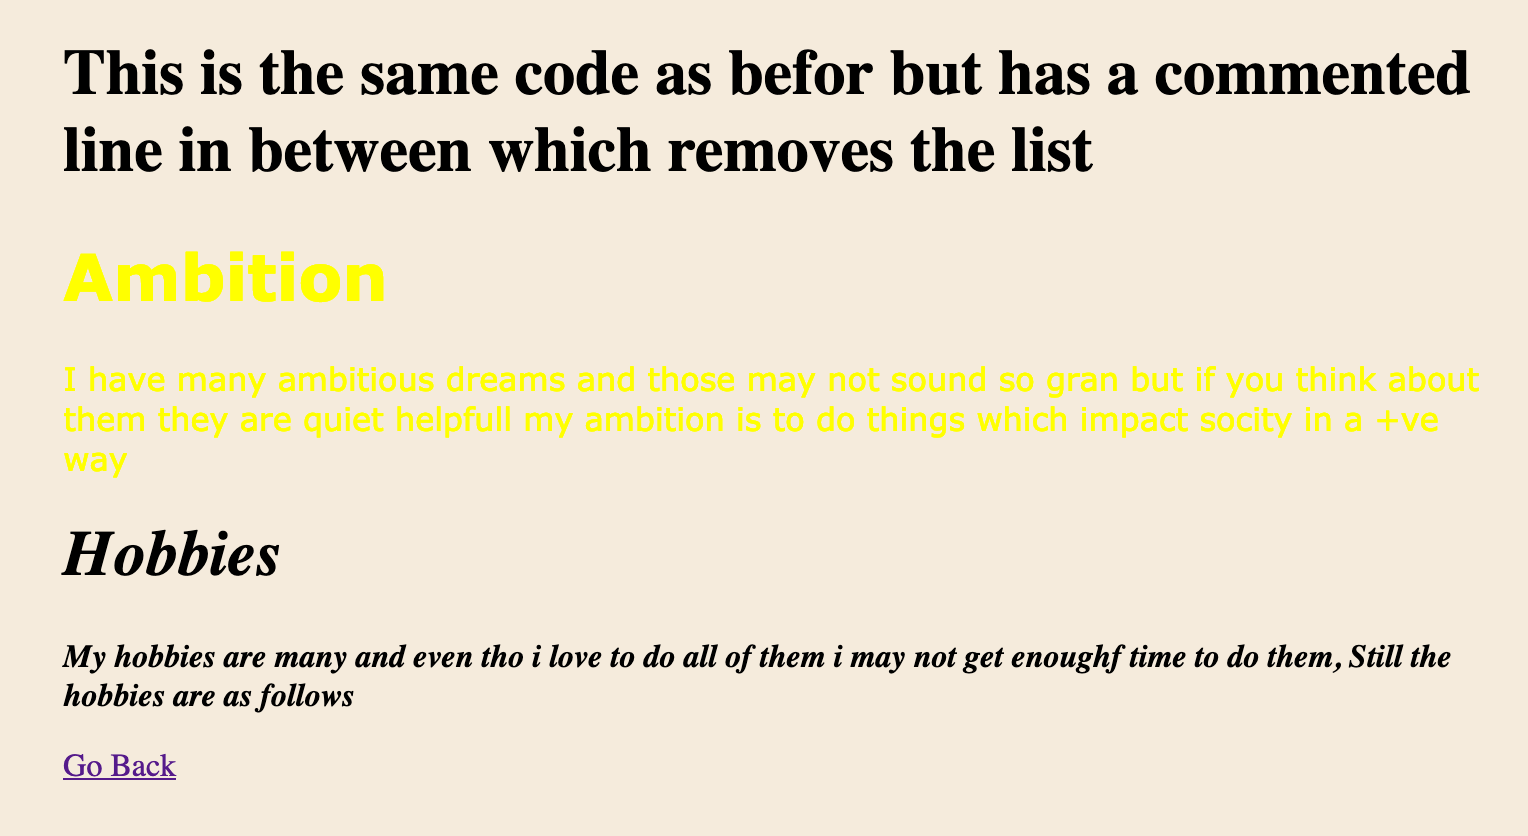 This is the same code as befor but has a commented
line in between which removes the list
Ambition
I have many ambitious dreams and those may not sound so gran but if you think about
them they are quiet helpfull my ambition is to do things which impact socity in a +ve
way
Hobbies
My hobbies are many and even tho i love to do all of them i may not get enoughf time to do them, Still the
hobbies are as follows
Go Back